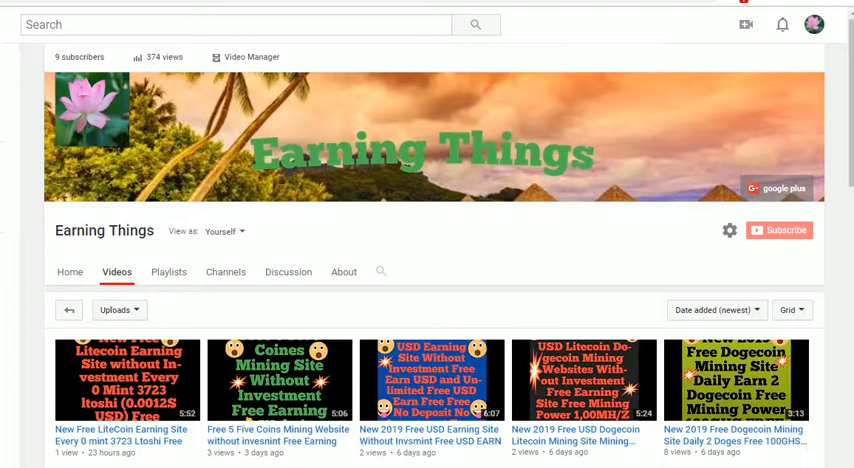 Search
9 subscribers 374 views Video Manager
Earning Things
google plus
Earning Things View as: Yourself
Subscribe
Home Videos Playlists Channels Discussion About
Uploads
Date added (newest) Grid
Litecoin Earning
Site without In-
vestment Every
0 Mint 3723
ltoshi (0.0012$
USD) Free
5:52
New Free LiteCoin Earning Site
Every 0 mint 3723 Ltoshi Free
1 view • 23 hours ago
Coines
Mining Site
Without
Investment
Free Earning
5:06
Free 5 Five Coins Mining Website
without invesnint Free Earning
3 views • 3 days ago
USD Earning
Site Without
Investment Free
Earn USD and Un-
limited Free USD
Earn Free Free
No Deposit No
6:07
New 2019 Free USD Earning Site
Without Invsmint Free USD EARN
2 views • 6 days ago
USD Litecoin Do-
gecoin Mining
Websites With-
out Investment
Free Earning
Site Free Mining
Power 1,00MH/Z
5:24
New 2019 Free USD Dogecoin
Litecoin Mining Site Mining...
2 views • 6 days ago
Free Dogecoin
Mining Site
Daily Earn 2
Dogecoin Free
Mining Power
3:13
New 2019 Free Dogecoin Mining
Site Daily 2 Doges Free 100GHS...
8 views • 6 days ago